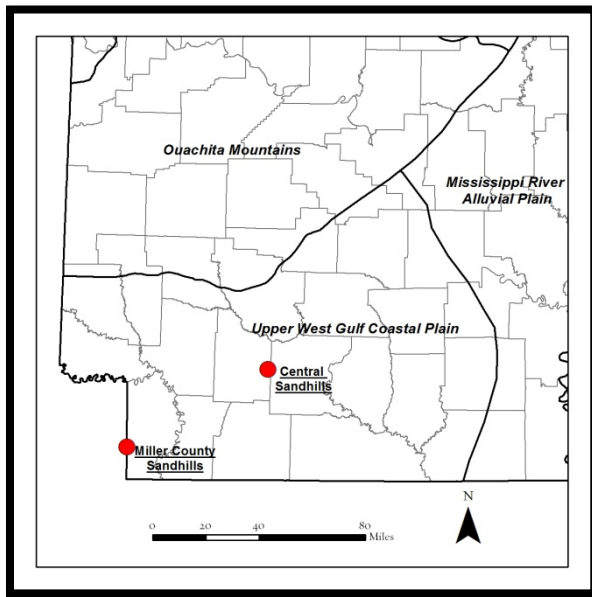 Ouachita Mountains
Mississippi River
Alluvial Plain
Upper West Gulf Coastal Plain
Central
Sandhills
Miller County
Sandhills
N
0 20 40 80
Miles